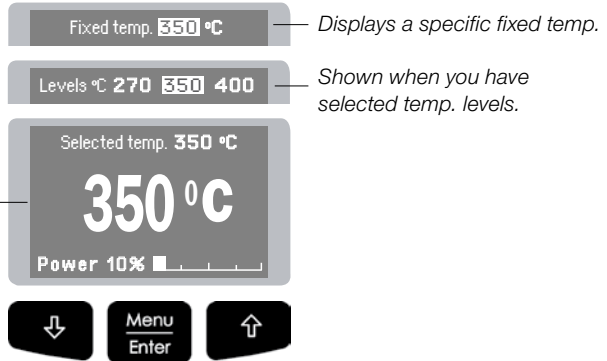 Fixed temp. 350 °C
Displays a specific fixed temp.
Levels °C 270 350 400
Shown when you have
selected temp. levels.
Selected temp. 350 °C
350 °C
Power 10%
Menu
Enter